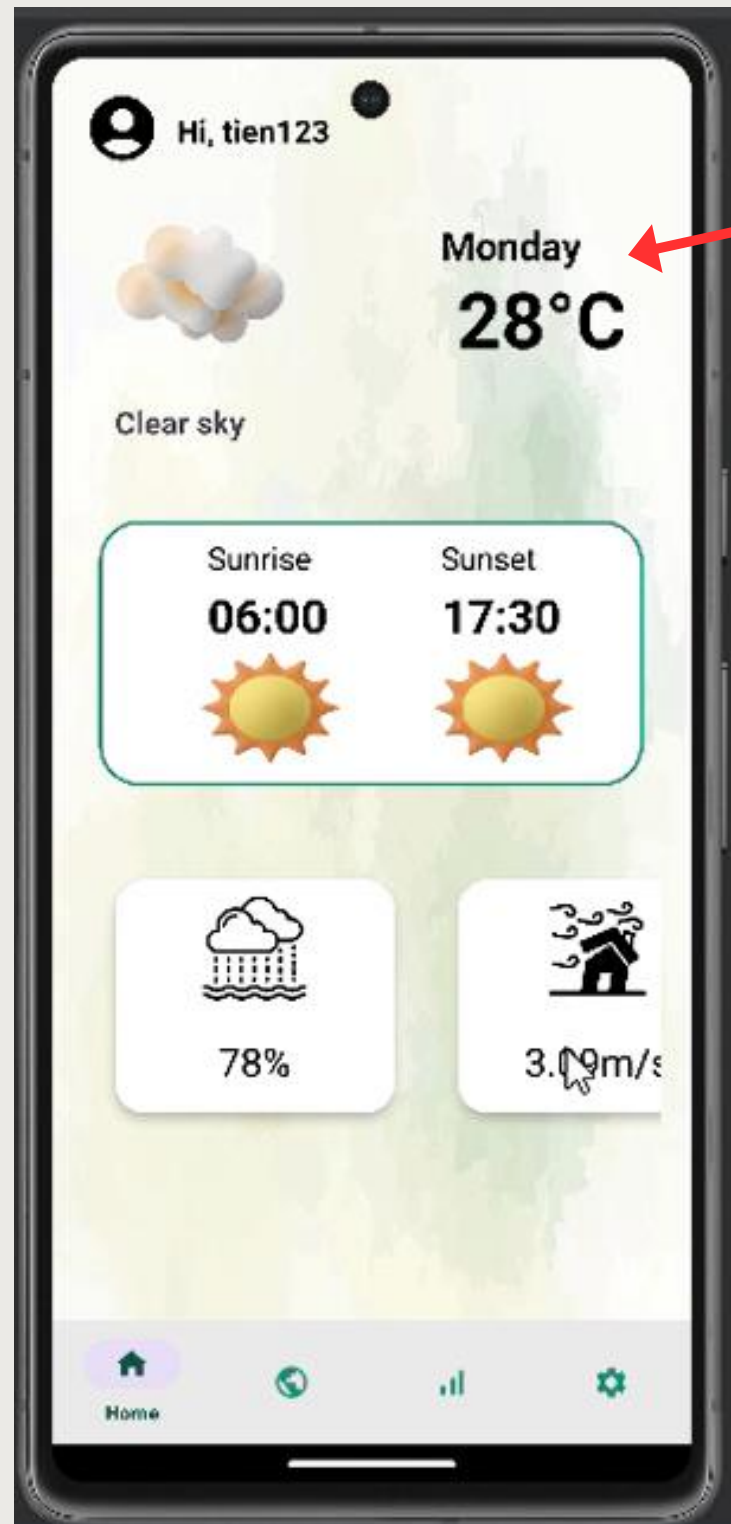 Hi, tien123
Monday
28°C
Clear sky
Sunrise Sunset
06:00 17:30
78%
Home